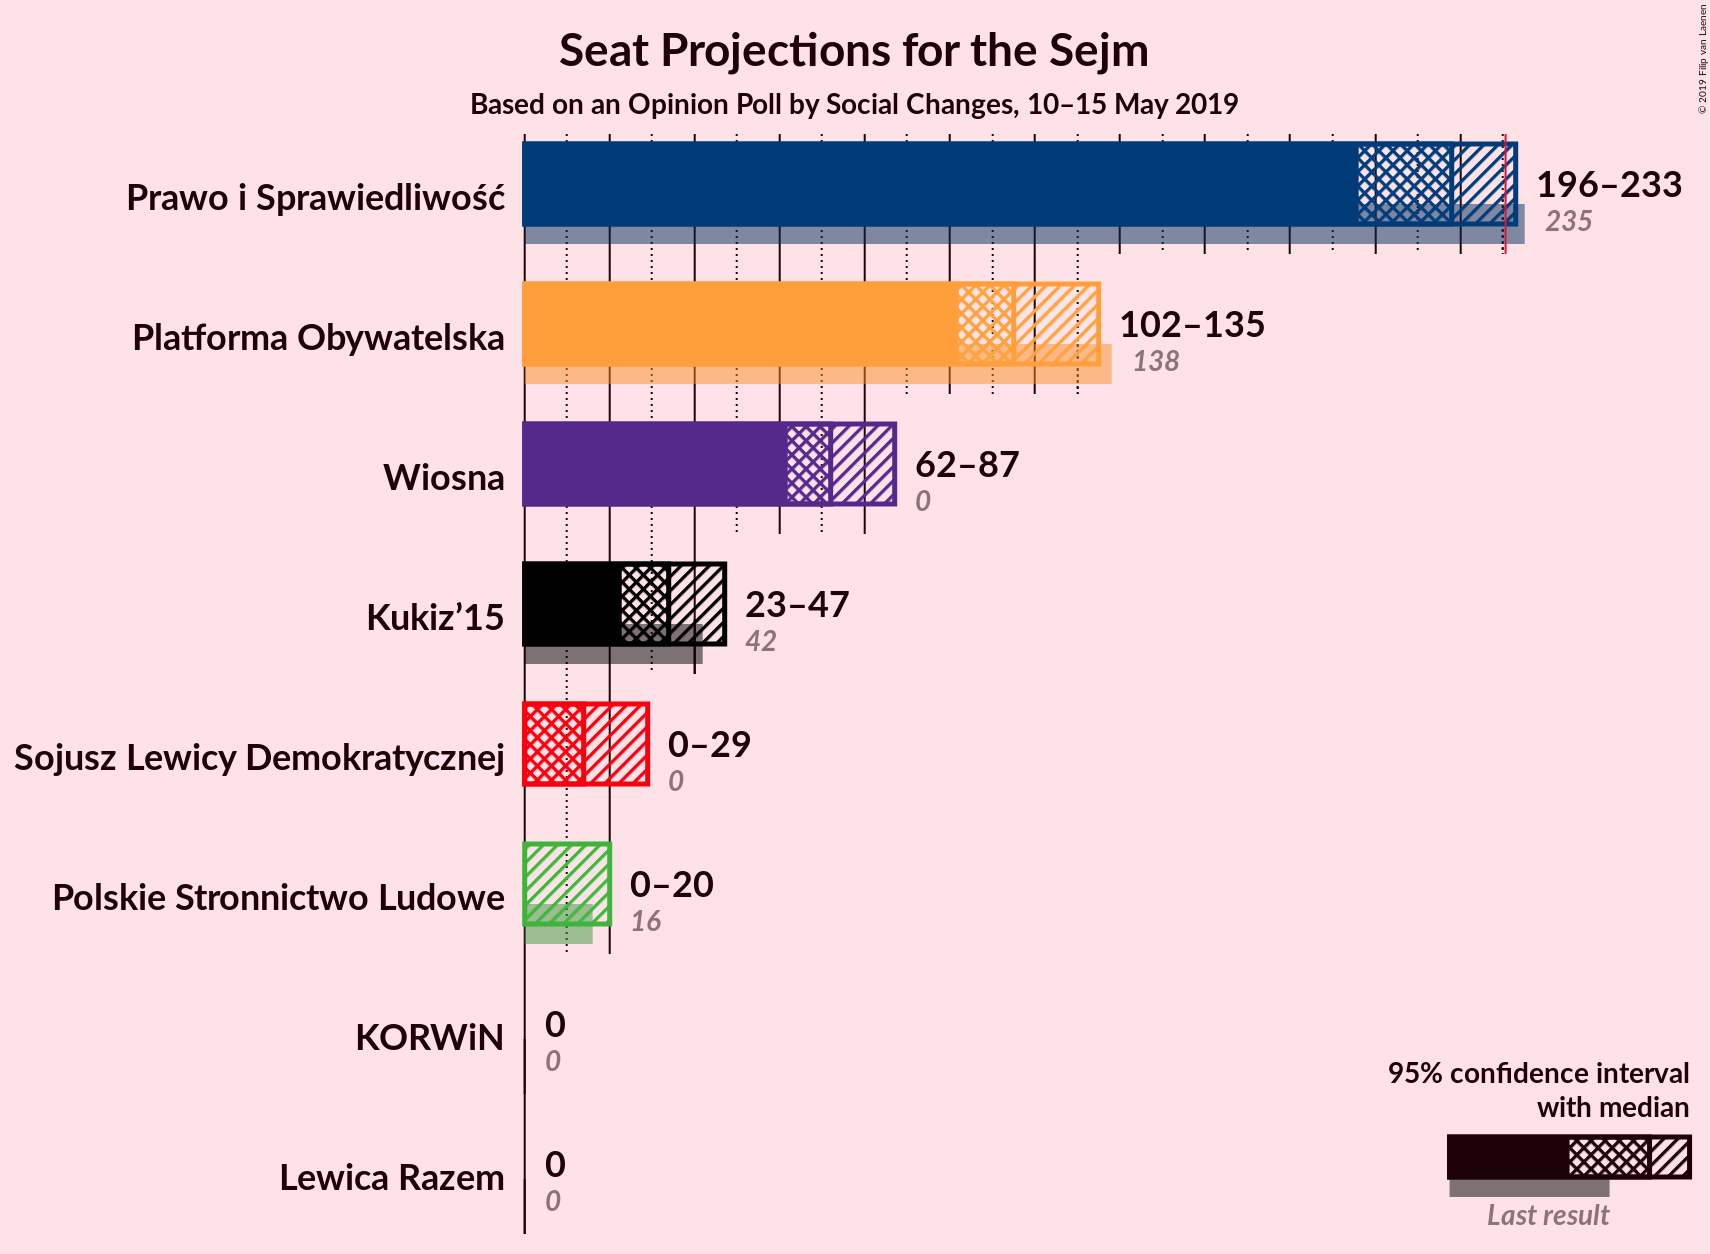 Seat Projections for the Sejm
Based on an Opinion Poll by Social Changes, 10–15 May 2019
© 2019 Filip van Laenen
Prawo i Sprawiedliwość
196–233
235
Platforma Obywatelska
102–135
138
Wiosna
62–87
0
Kukiz’15
23–47
42
Sojusz Lewicy Demokratycznej
0–29
0
Polskie Stronnictwo Ludowe
0–20
16
KORWiN
0
0
Lewica Razem
0
0
95% confidence interval
with median
Last result